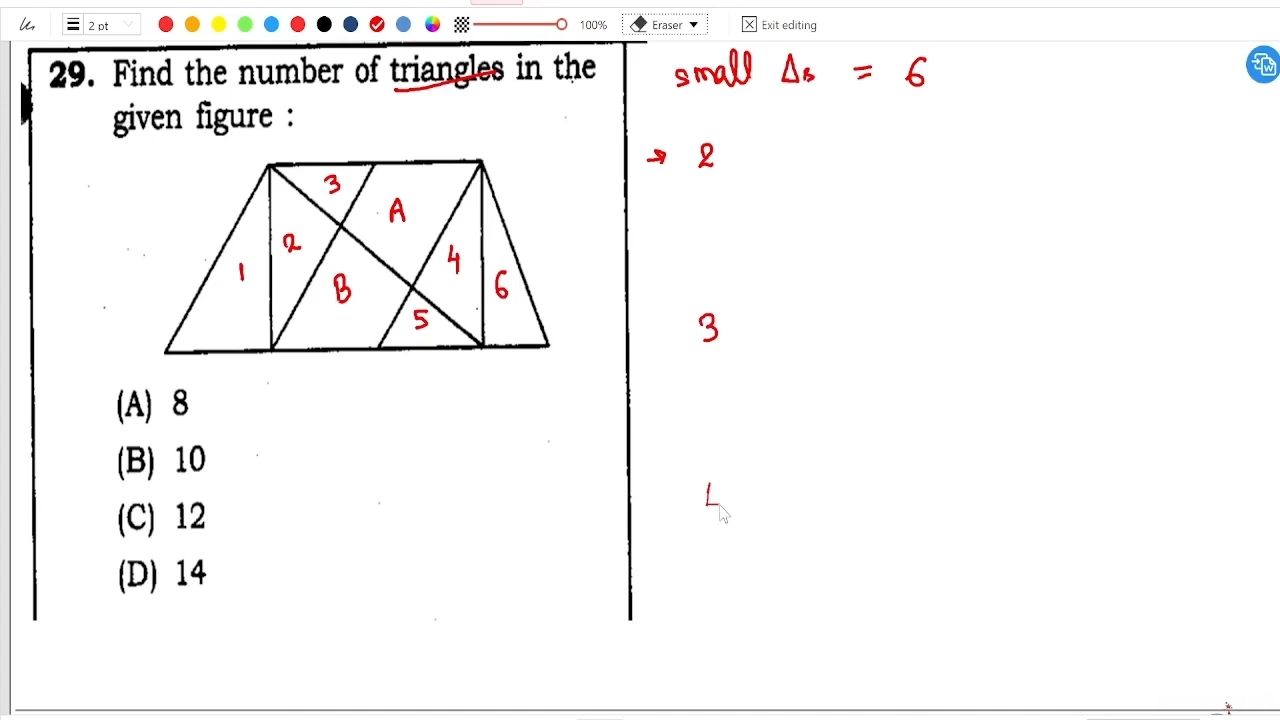 2 pt
100%
Eraser
Exit editing
29. Find the number of triangles in the
given figure :
3
A
2
1
B
4
6
5
(A) 8
(B) 10
(C) 12
(D) 14
small Δs = 6
→ 2
3
L